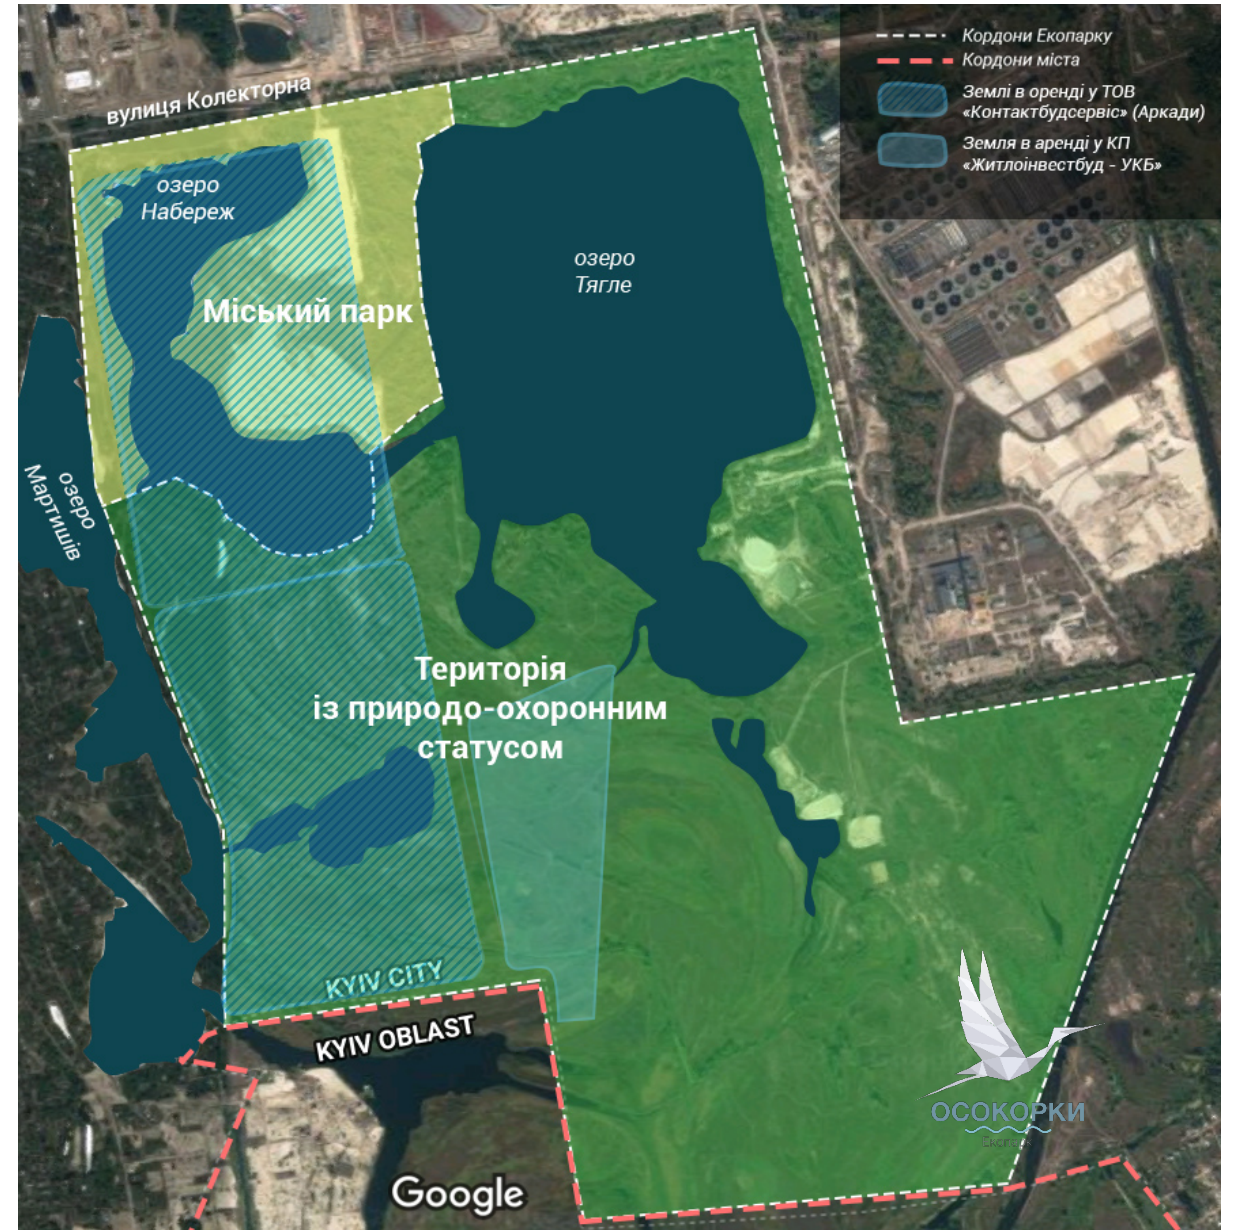 Кордони Екопарку
Кордони міста
Землі в оренді у ТОВ
«Контактбудсервіс» (Аркади)
Земля в аренді у КП
«Житлоінвестбуд - УКБ»
вулиця Колекторна
озеро
Набереж
озеро
Тягле
Міський парк
озеро
Мартишів
Територія
із природо-охоронним
статусом
KYIV CITY
KYIV OBLAST
ОСОКОРКИ
Екопарк
Google